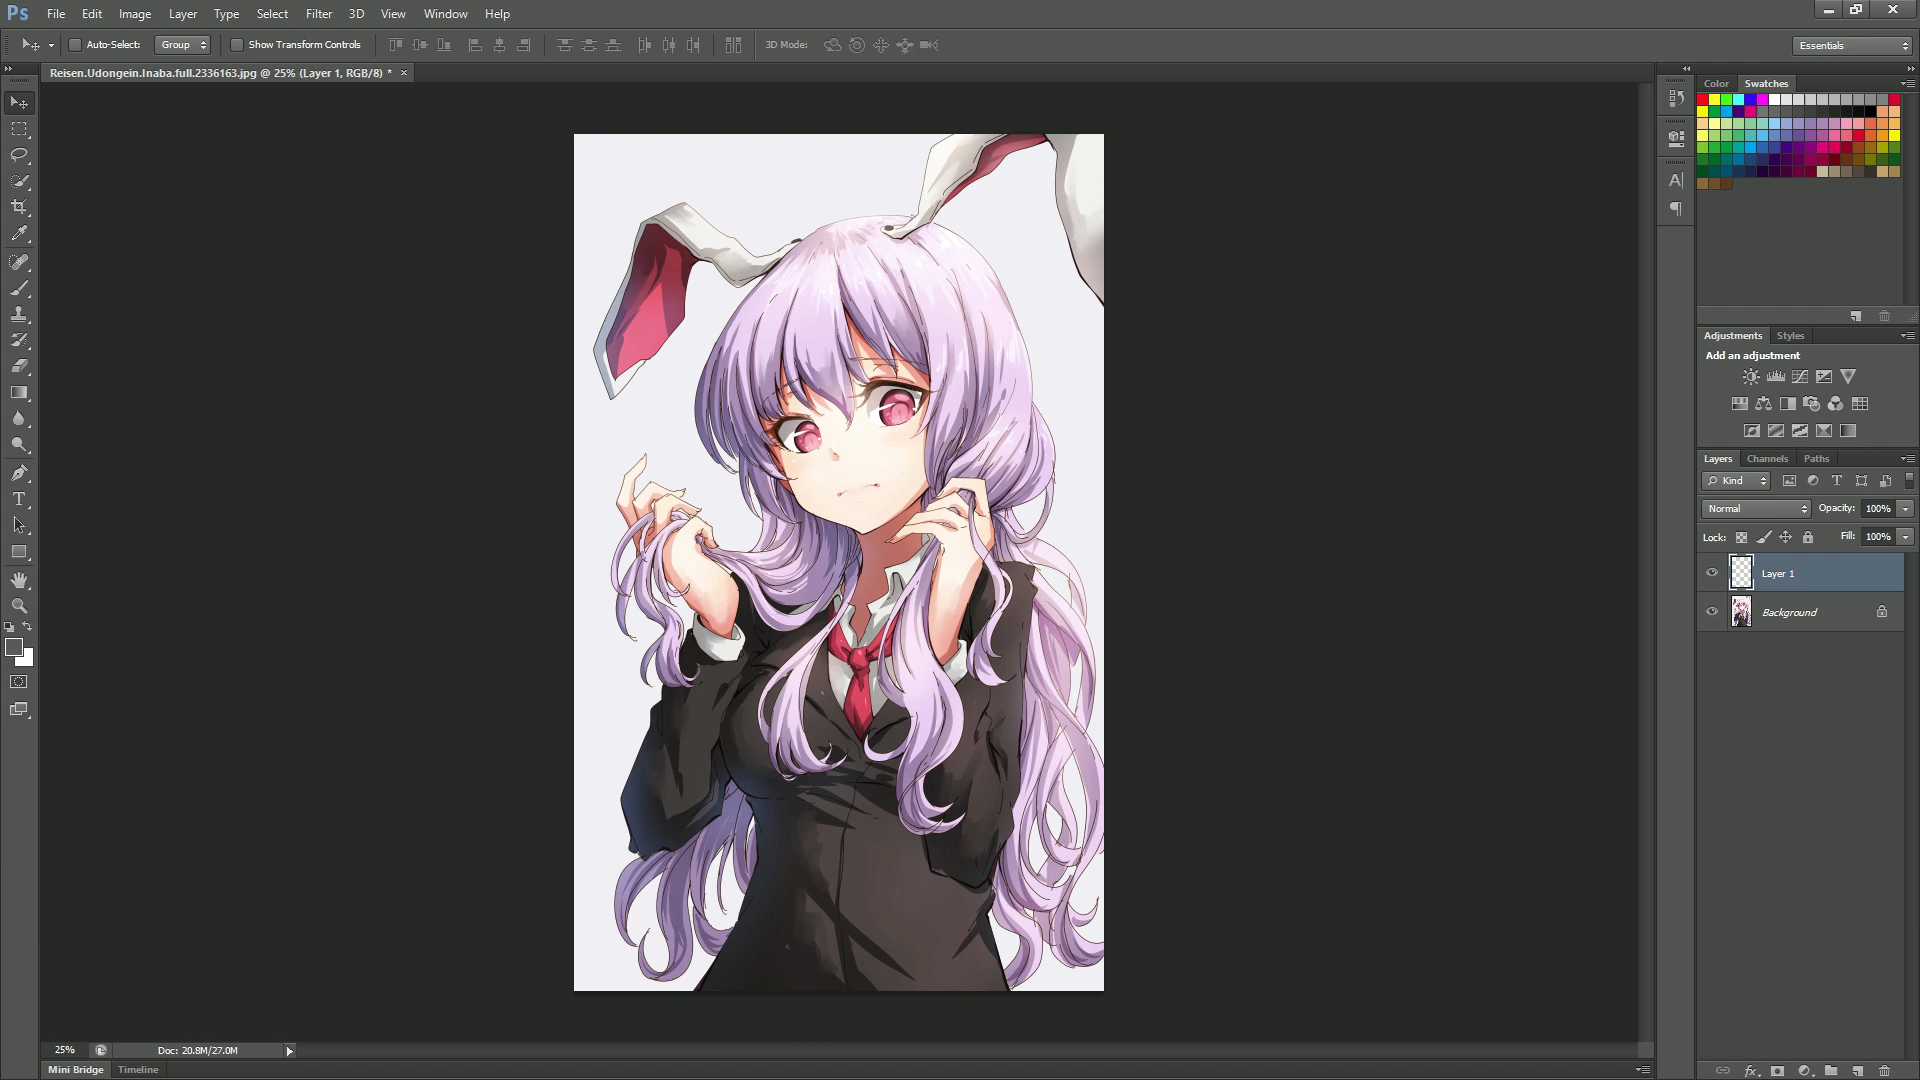 Ps File Edit Image Layer Type Select Filter 3D View Window Help
Auto-Select: Group Show Transform Controls 3D Mode: Essentials
Reisen.Udongein.Inaba.full.2336163.jpg @ 25% (Layer 1, RGB/8) * ×
Color Swatches
Adjustments Styles
Add an adjustment
Layers Channels Paths
Kind
Normal Opacity: 100%
Lock: Fill: 100%
Layer 1
Background
25% Doc: 20.8M/27.0M
Mini Bridge Timeline